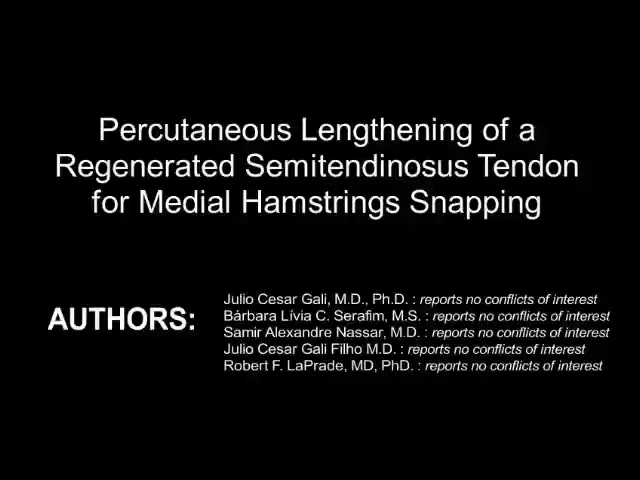 Percutaneous Lengthening of a
Regenerated Semitendinosus Tendon
for Medial Hamstrings Snapping
AUTHORS:
Julio Cesar Gali, M.D., Ph.D. : reports no conflicts of interest
Bárbara Lívia C. Serafim, M.S. : reports no conflicts of interest
Samir Alexandre Nassar, M.D. : reports no conflicts of interest
Julio Cesar Gali Filho M.D. : reports no conflicts of interest
Robert F. LaPrade, MD, PhD. : reports no conflicts of interest